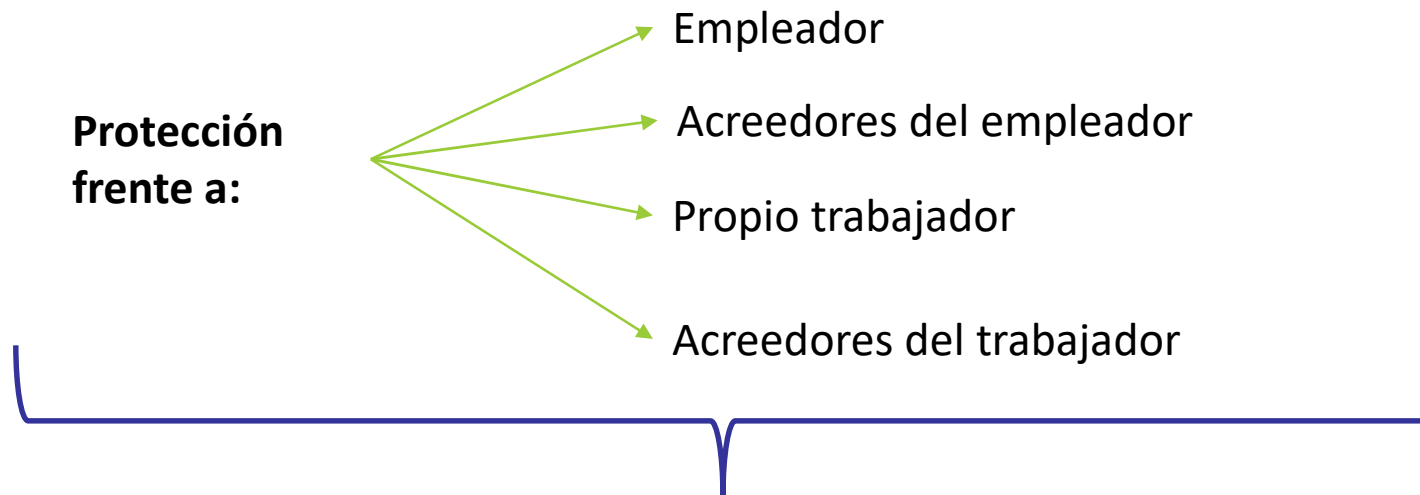 Empleador
Acreedores del empleador
Protección
frente a:
Propio trabajador
Acreedores del trabajador